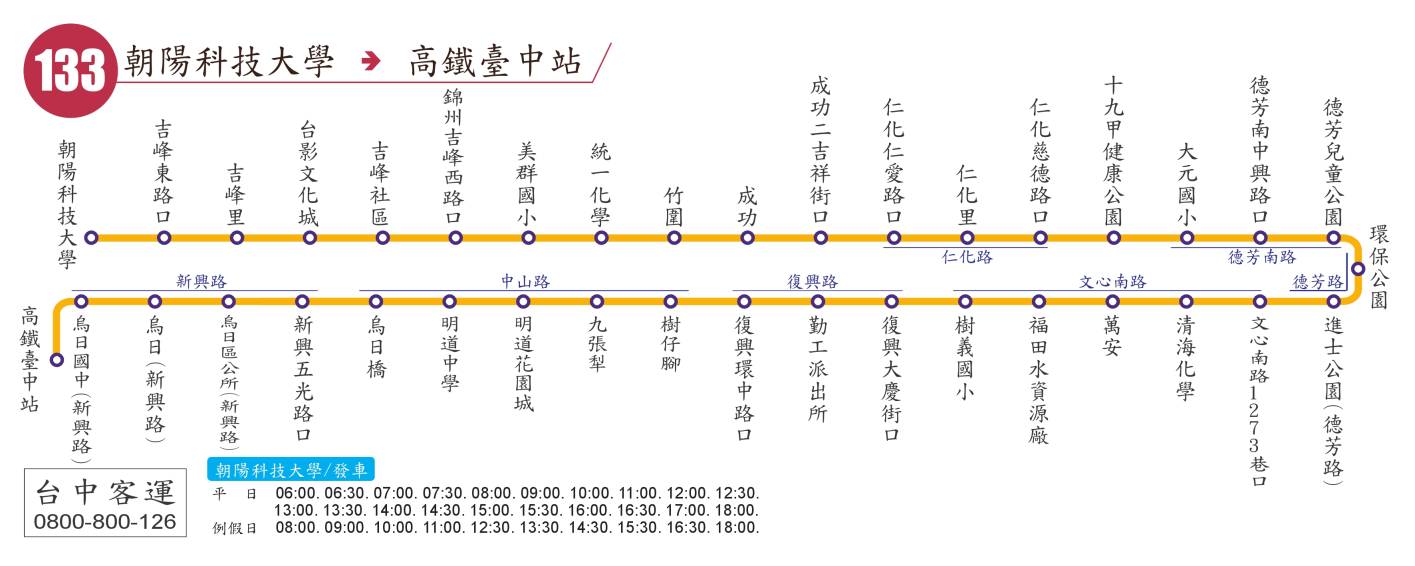 133 朝陽科技大學 ➔ 高鐵臺中站
朝陽科技大學
吉峰東路口
吉峰里
台影文化城
吉峰社區
錦州吉峰西路口
美群國小
統一化學
竹圍
成功
成功二吉祥街口
仁化仁愛路口
仁化里
仁化慈德路口
十九甲健康公園
大元國小
德芳南中興路口
德芳兒童公園
環保公園
仁化路
德芳南路
新興路
中山路
復興路
文心南路
德芳路
高鐵臺中站
烏日國中(新興路)
烏日(新興路)
烏日區公所(新興路)
新興五光路口
烏日橋
明道中學
明道花園城
九張犁
樹仔腳
復興環中路口
勤工派出所
復興大慶街口
樹義國小
福田水資源廠
萬安
清海化學
文心南路1273巷口
進士公園(德芳路)
台中客運
0800-800-126
朝陽科技大學/發車
平 日 06:00. 06:30. 07:00. 07:30. 08:00. 09:00. 10:00. 11:00. 12:00. 12:30.
13:00. 13:30. 14:00. 14:30. 15:00. 15:30. 16:00. 16:30. 17:00. 18:00.
例假日 08:00. 09:00. 10:00. 11:00. 12:30. 13:30. 14:30. 15:30. 16:30. 18:00.